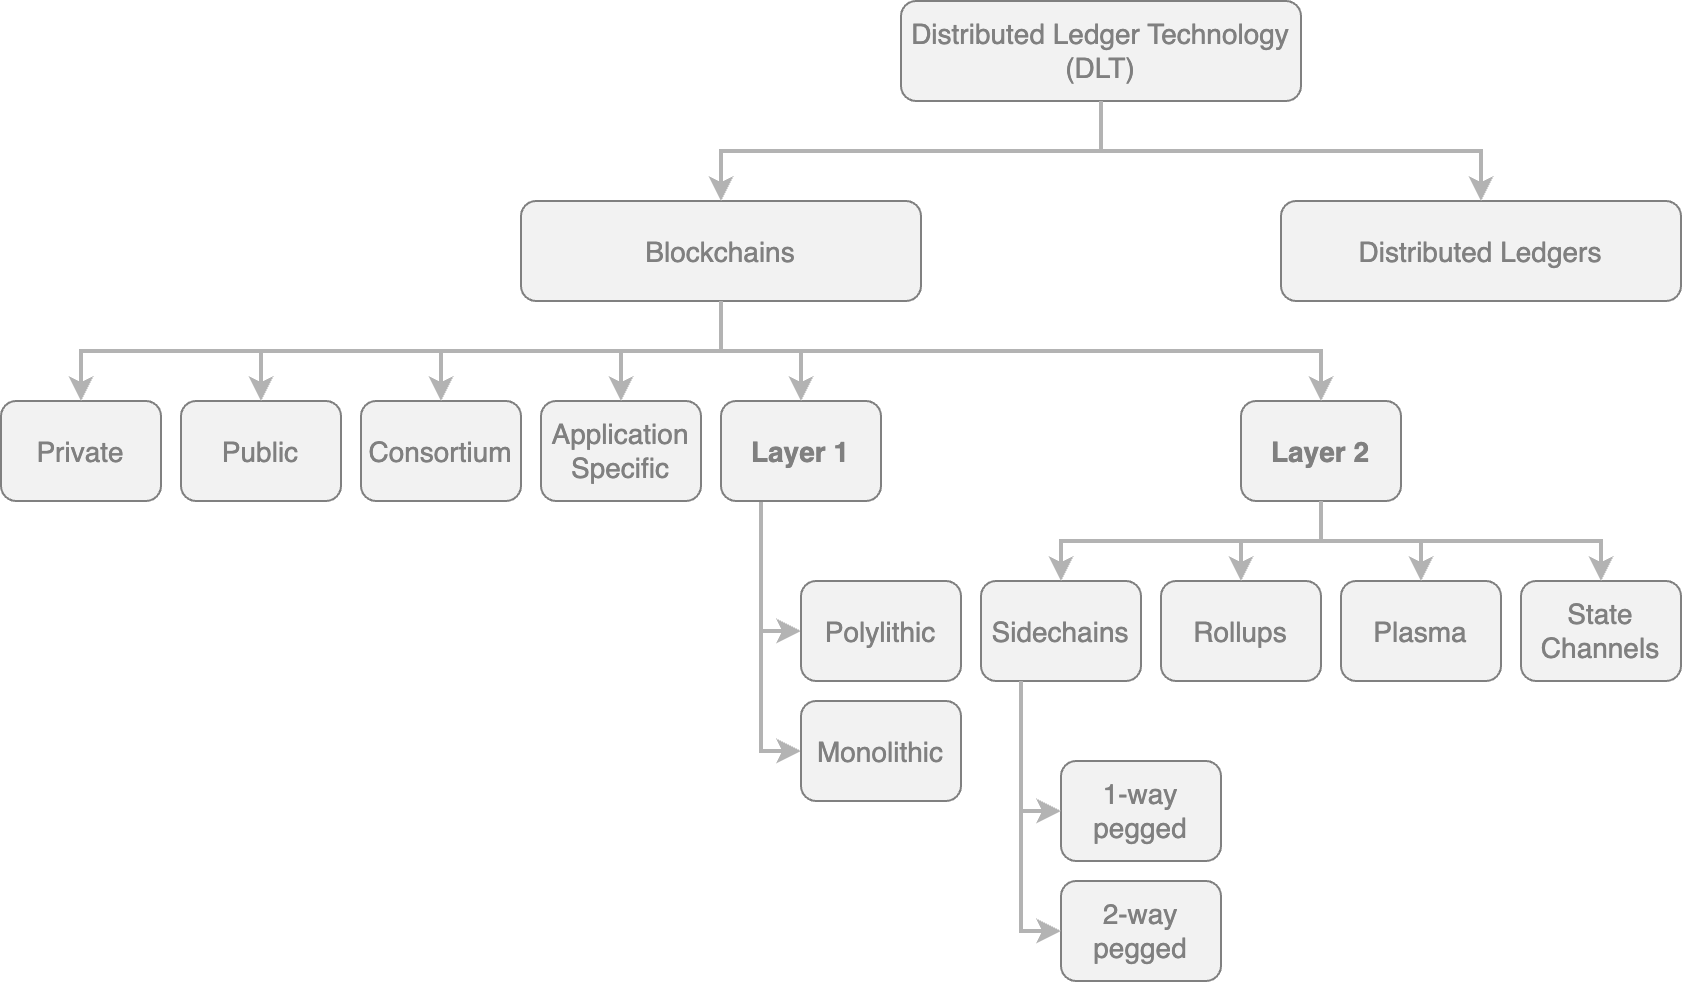 Distributed Ledger Technology
(DLT)
Blockchains
Distributed Ledgers
Private
Public
Consortium
Application
Specific
Layer 1
Layer 2
Polylithic
Sidechains
Rollups
Plasma
State
Channels
Monolithic
1-way
pegged
2-way
pegged